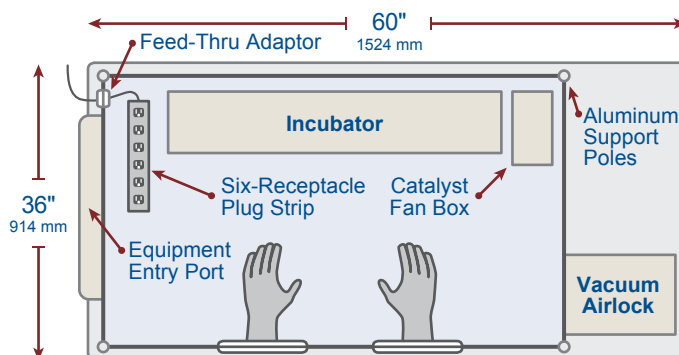 60"
1524 mm
Feed-Thru Adaptor
Incubator
Aluminum
Support
Poles
Six-Receptacle
Plug Strip
Catalyst
Fan Box
36"
914 mm
Equipment
Entry Port
Vacuum
Airlock